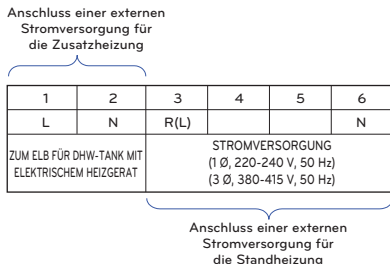 Anschluss einer externen
Stromversorgung für
die Zusatzheizung
1 2 3 4 5 6
L N R(L) N
ZUM ELB FÜR DHW-TANK MIT
ELEKTRISCHEM HEIZGERAT
STROMVERSORGUNG
(1 Ø, 220-240 V, 50 Hz)
(3 Ø, 380-415 V, 50 Hz)
Anschluss einer externen
Stromversorgung für
die Standheizung